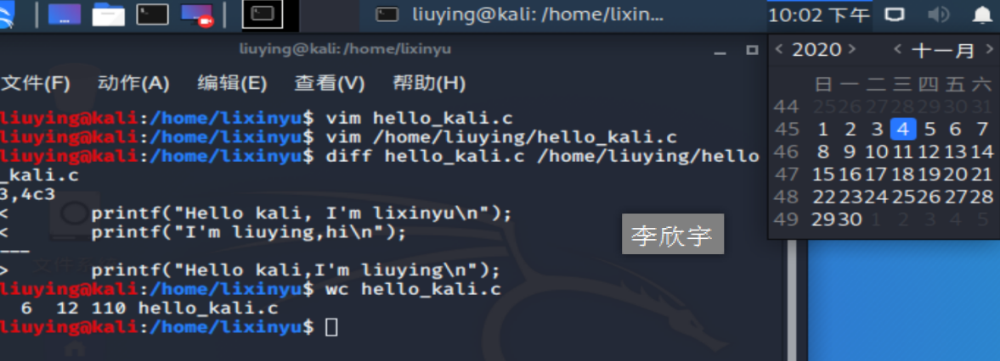 liuying@kali: /home/lixin...
10:02 下午
liuying@kali: /home/lixinyu
文件(F) 动作(A) 编辑(E) 查看(V) 帮助(H)
liuying@kali:/home/lixinyu$ vim hello_kali.c
liuying@kali:/home/lixinyu$ vim /home/liuying/hello_kali.c
liuying@kali:/home/lixinyu$ diff hello_kali.c /home/liuying/hello
_kali.c
3,4c3
< printf("Hello kali, I'm lixinyu\n");
< printf("I'm liuying,hi\n");
---
> printf("Hello kali,I'm liuying\n");
liuying@kali:/home/lixinyu$ wc hello_kali.c
6 12 110 hello_kali.c
liuying@kali:/home/lixinyu$
李欣宇
< 2020 > < 十一月 >
日 一 二 三 四 五 六
44 25 26 27 28 29 30 31
45 1 2 3 4 5 6 7
46 8 9 10 11 12 13 14
47 15 16 17 18 19 20 21
48 22 23 24 25 26 27 28
49 29 30 1 2 3 4 5